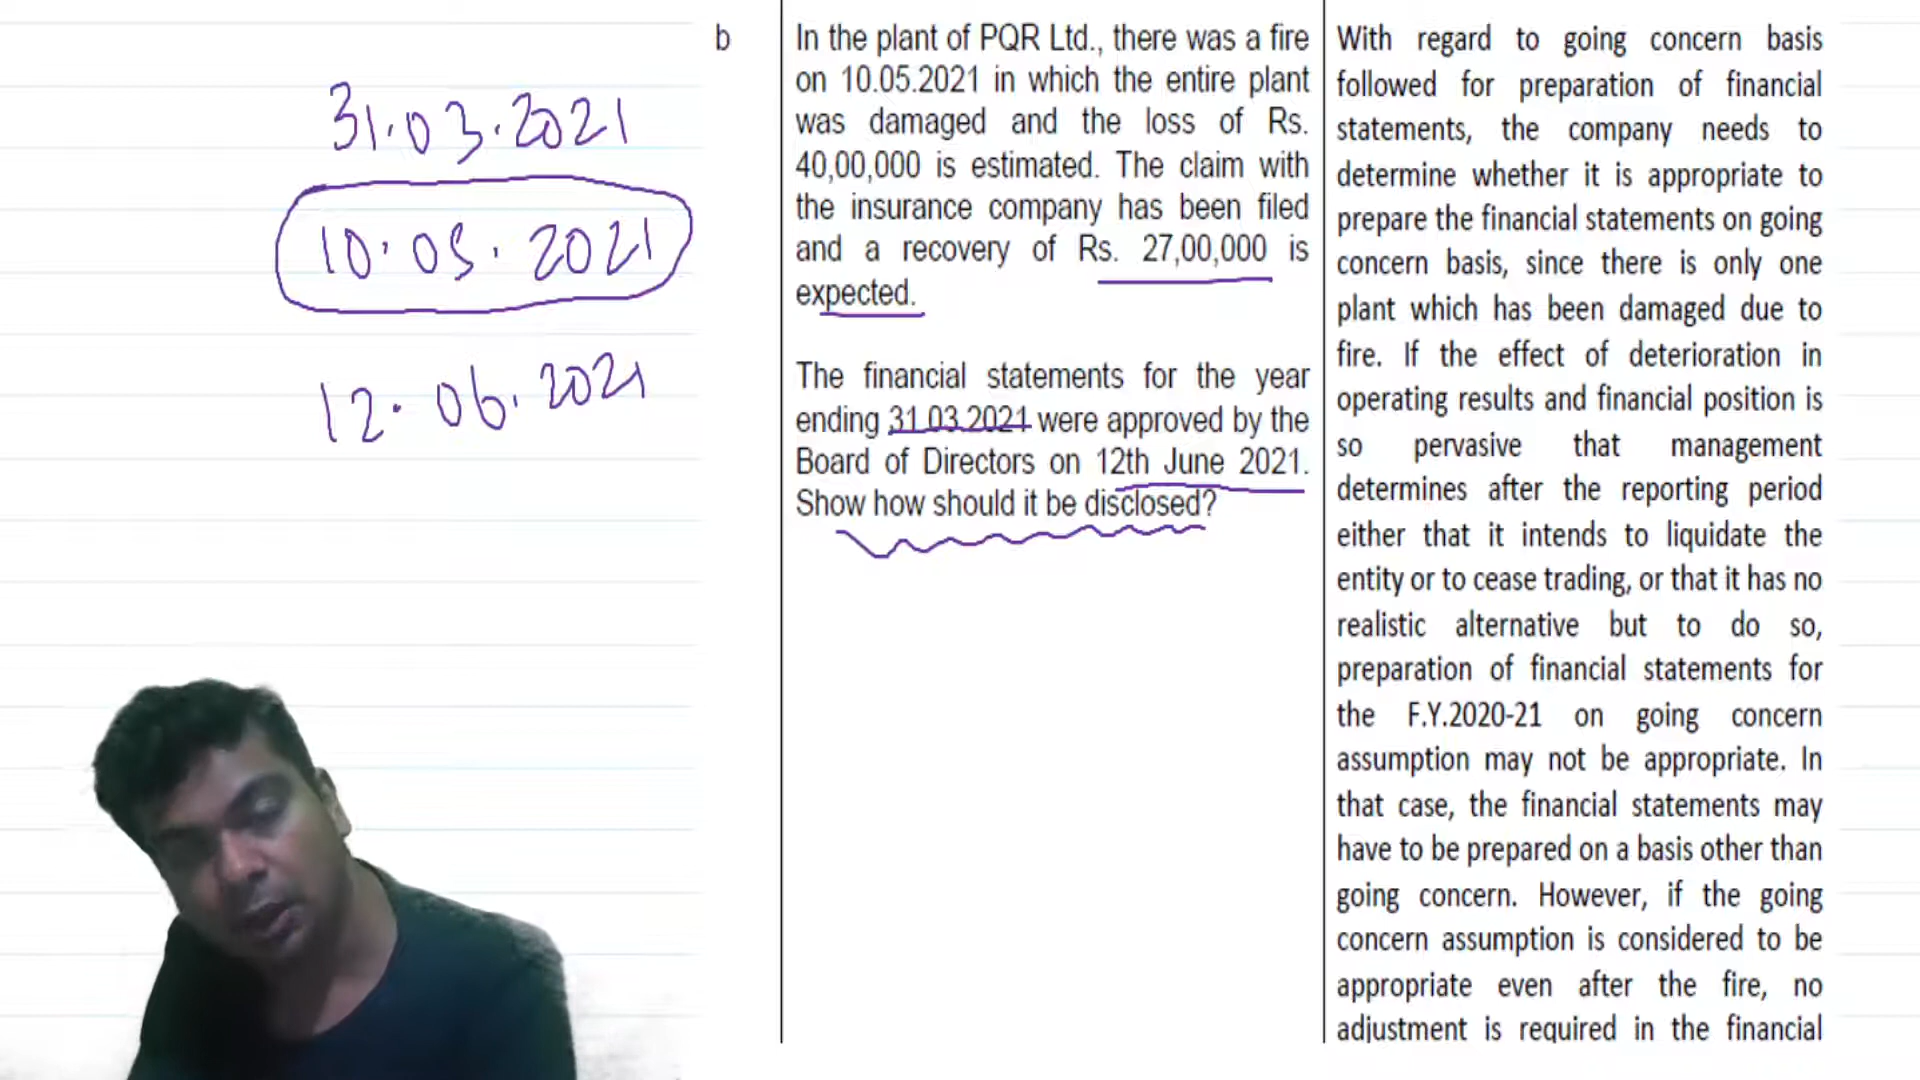 31.03.2021
10.05.2021
12.06.2021
b
In the plant of PQR Ltd., there was a fire
on 10.05.2021 in which the entire plant
was damaged and the loss of Rs.
40,00,000 is estimated. The claim with
the insurance company has been filed
and a recovery of Rs. 27,00,000 is
expected.
The financial statements for the year
ending 31.03.2021 were approved by the
Board of Directors on 12th June 2021.
Show how should it be disclosed?
With regard to going concern basis
followed for preparation of financial
statements, the company needs to
determine whether it is appropriate to
prepare the financial statements on going
concern basis, since there is only one
plant which has been damaged due to
fire. If the effect of deterioration in
operating results and financial position is
so pervasive that management
determines after the reporting period
either that it intends to liquidate the
entity or to cease trading, or that it has no
realistic alternative but to do so,
preparation of financial statements for
the F.Y.2020-21 on going concern
assumption may not be appropriate. In
that case, the financial statements may
have to be prepared on a basis other than
going concern. However, if the going
concern assumption is considered to be
appropriate even after the fire, no
adjustment is required in the financial